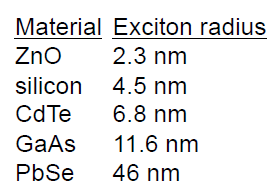 Material Exciton radius
ZnO 2.3 nm
silicon 4.5 nm
CdTe 6.8 nm
GaAs 11.6 nm
PbSe 46 nm